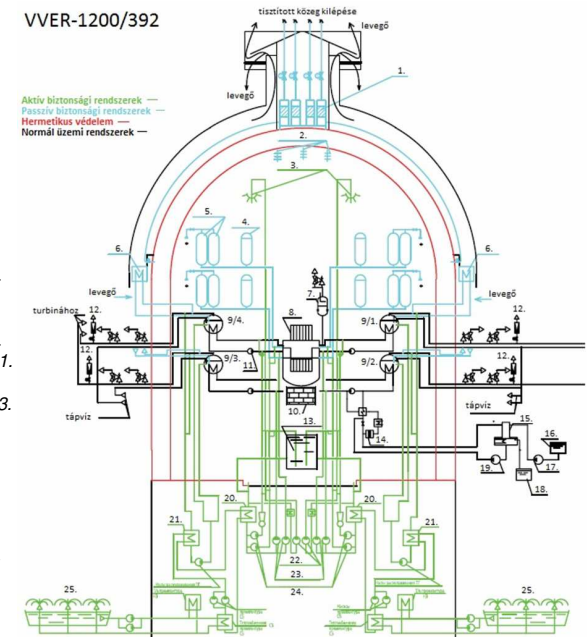 VVER-1200/392
tisztított közeg kilépése
levegő
levegő
levegő
1.
Aktív biztonsági rendszerek —
Passzív biztonsági rendszerek —
Hermetikus védelem —
Normál üzemi rendszerek —
2.
3.
5.
4.
6.
6.
levegő
levegő
7.
turbinához
12.
9/4.
8.
9/1.
12.
12.
9/3.
11.
9/2.
12.
1.
3.
10.
tápvíz
tápvíz
13.
14.
15.
16.
19.
17.
18.
20.
20.
21.
21.
22.
23.
24.
25.
25.